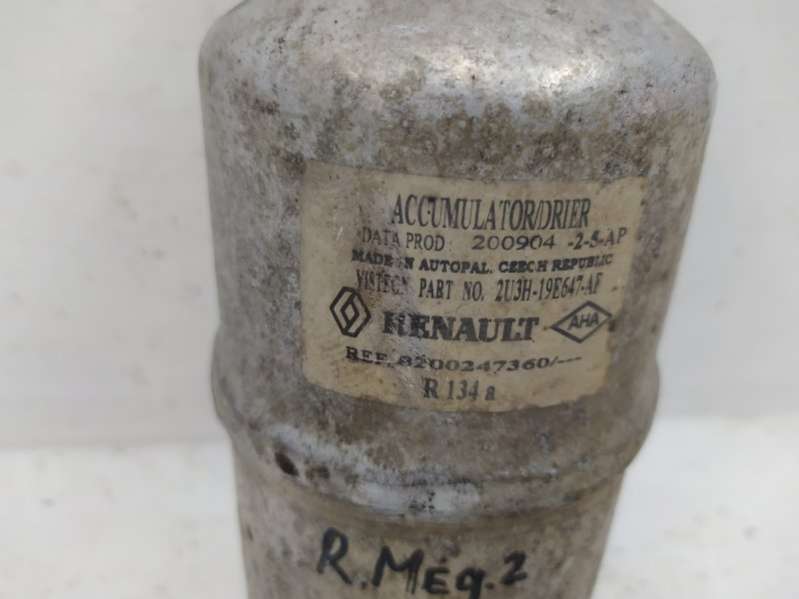 ACCUMULATOR/DRIER
DATA PROD: 200904 -2-S-AP
MADE IN AUTOPAL. CZECH REPUBLIC
VISTEON PART NO. 2U3H-19E647-AF
RENAULT AHA
REF. 8200247360/---
R 134 a
R.Meg.2